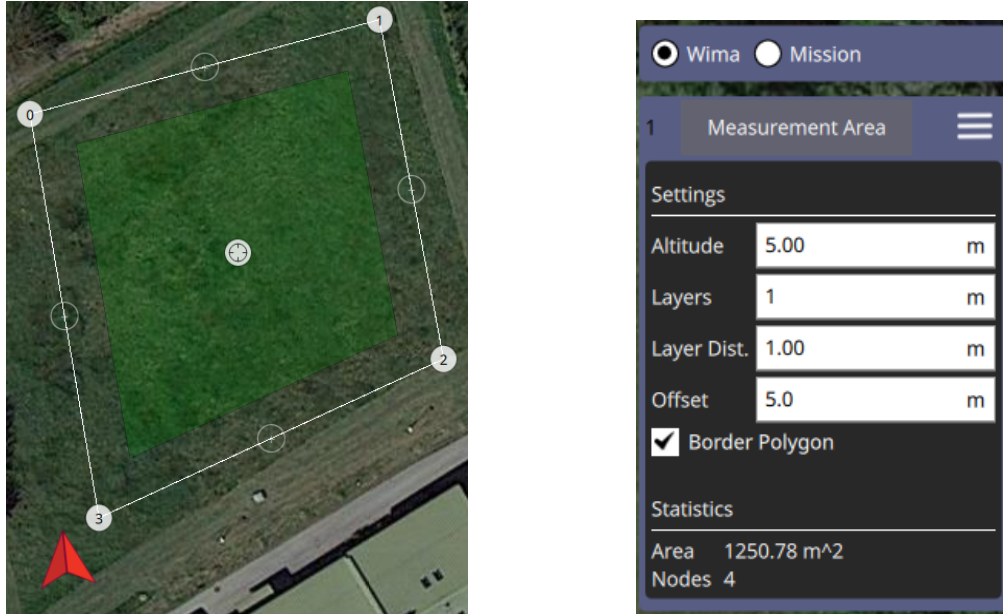 1
0
2
3
Wima Mission
1 Measurement Area
Settings
Altitude 5.00 m
Layers 1 m
Layer Dist. 1.00 m
Offset 5.0 m
Border Polygon
Statistics
Area 1250.78 m^2
Nodes 4